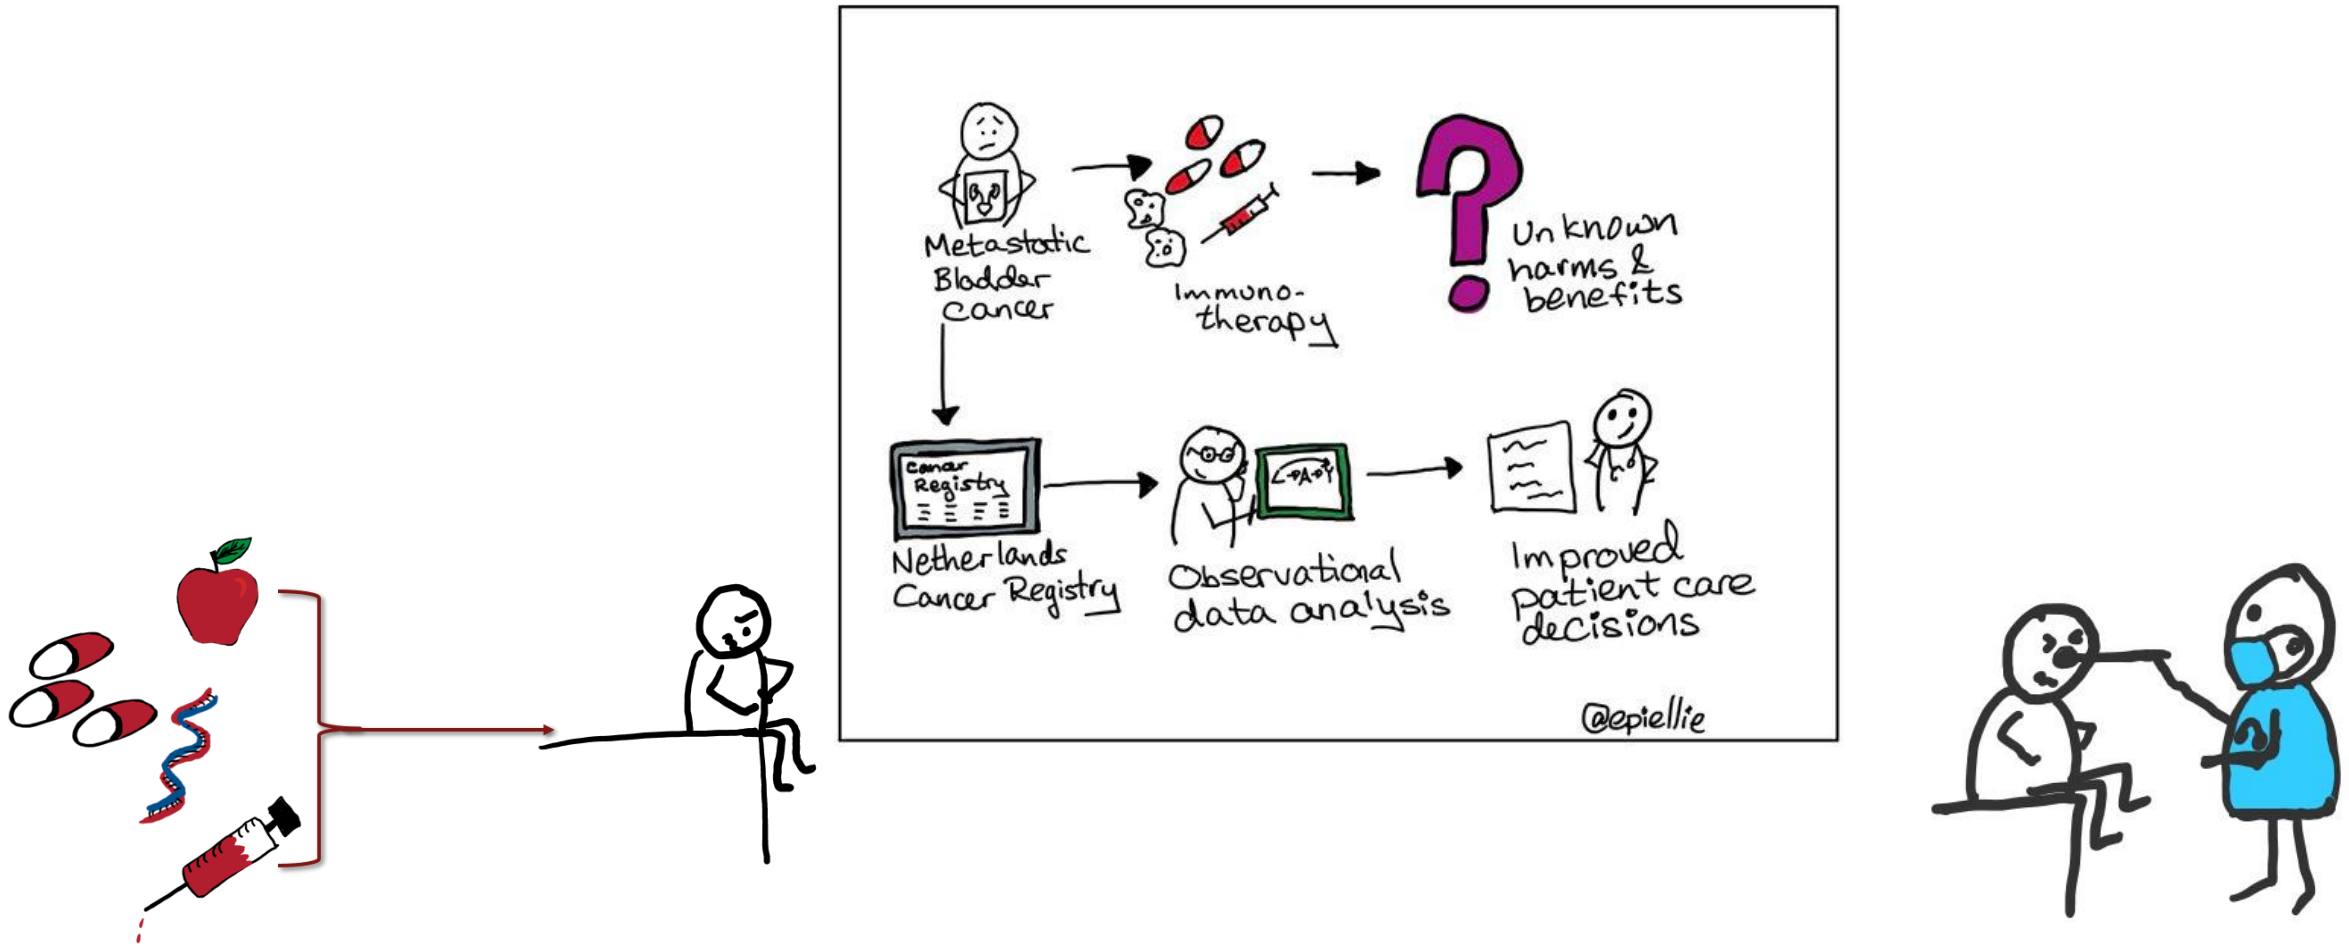 Metastatic
Bladder
cancer
Immuno-
therapy
?
Unknown
harms &
benefits
Cancer
Registry
Netherlands
Cancer Registry
L→A→Y
Observational
data analysis
Improved
patient care
decisions
@epiellie